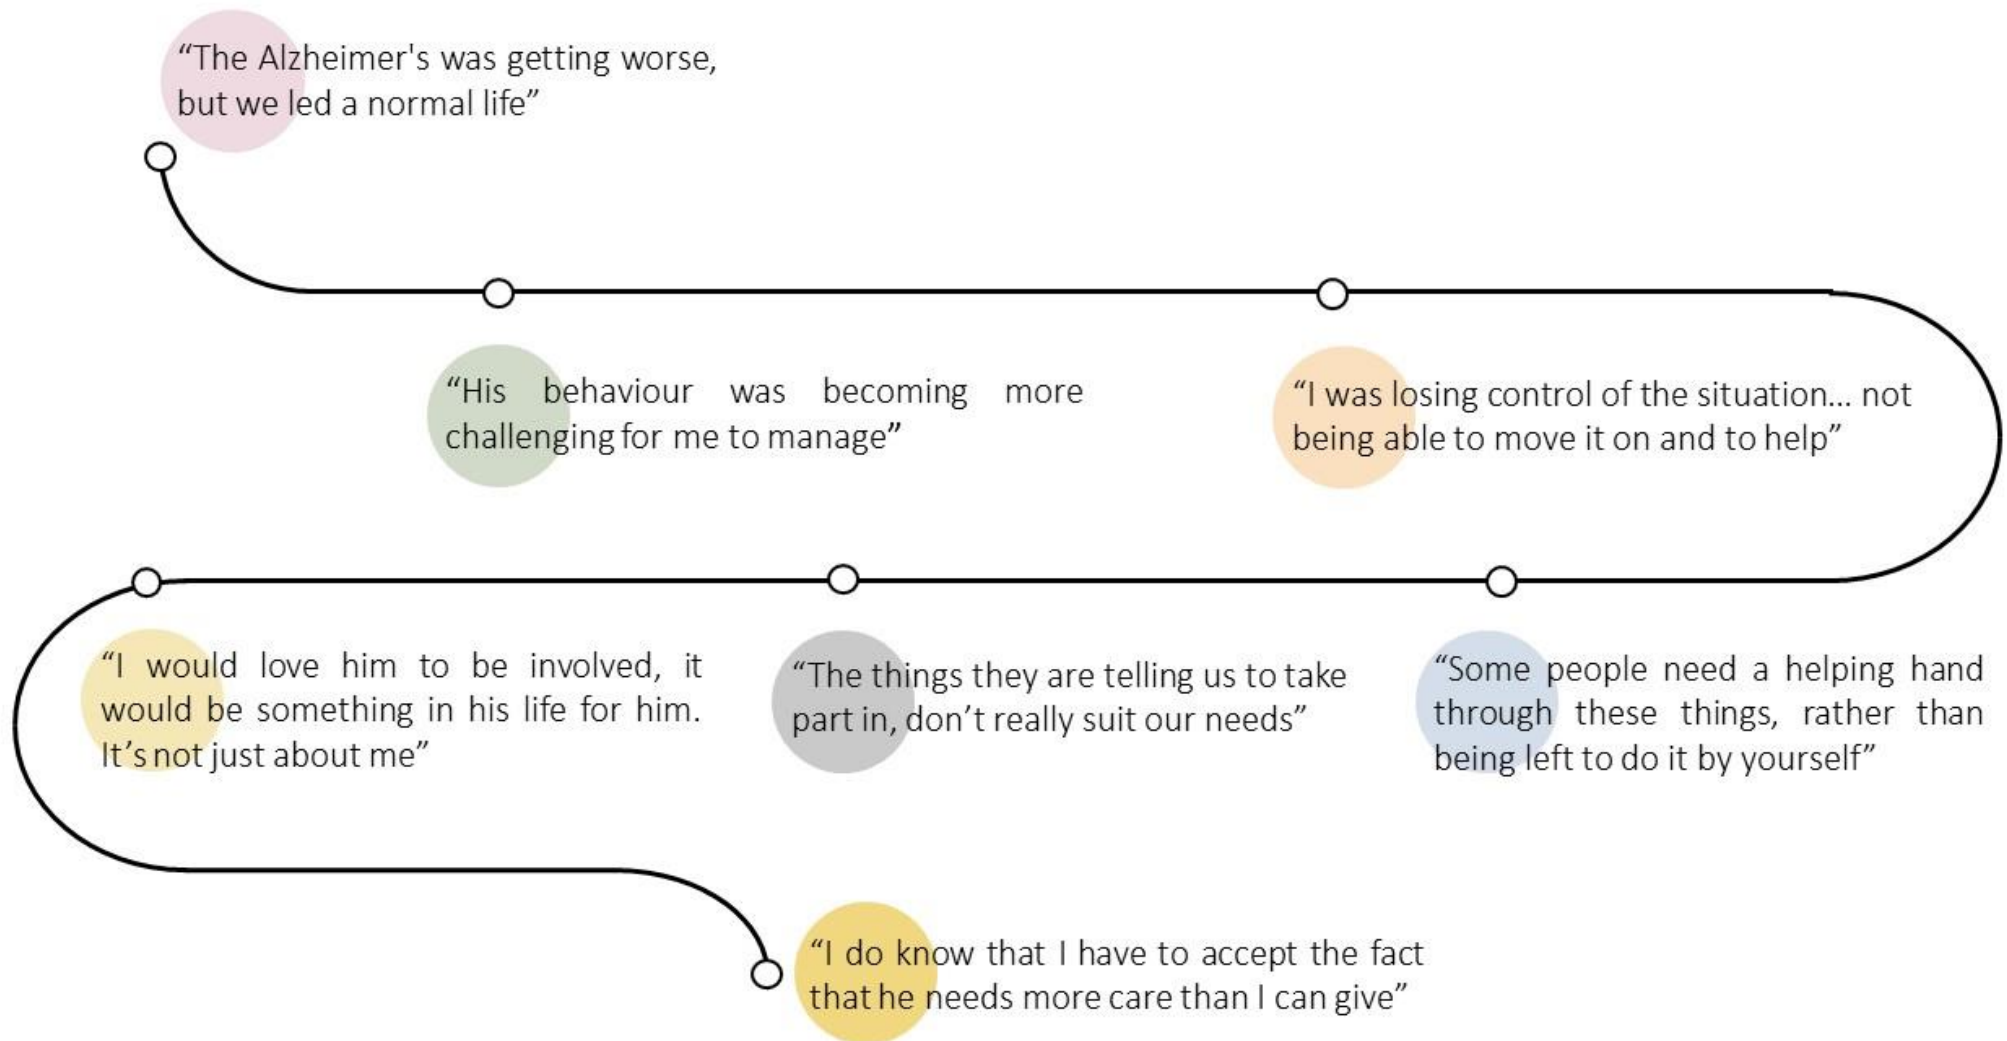 “The Alzheimer's was getting worse,
but we led a normal life”
“His behaviour was becoming more
challenging for me to manage”
“I was losing control of the situation... not
being able to move it on and to help”
“Some people need a helping hand
through these things, rather than
being left to do it by yourself”
“The things they are telling us to take
part in, don’t really suit our needs”
“I would love him to be involved, it
would be something in his life for him.
It’s not just about me”
“I do know that I have to accept the fact
that he needs more care than I can give”